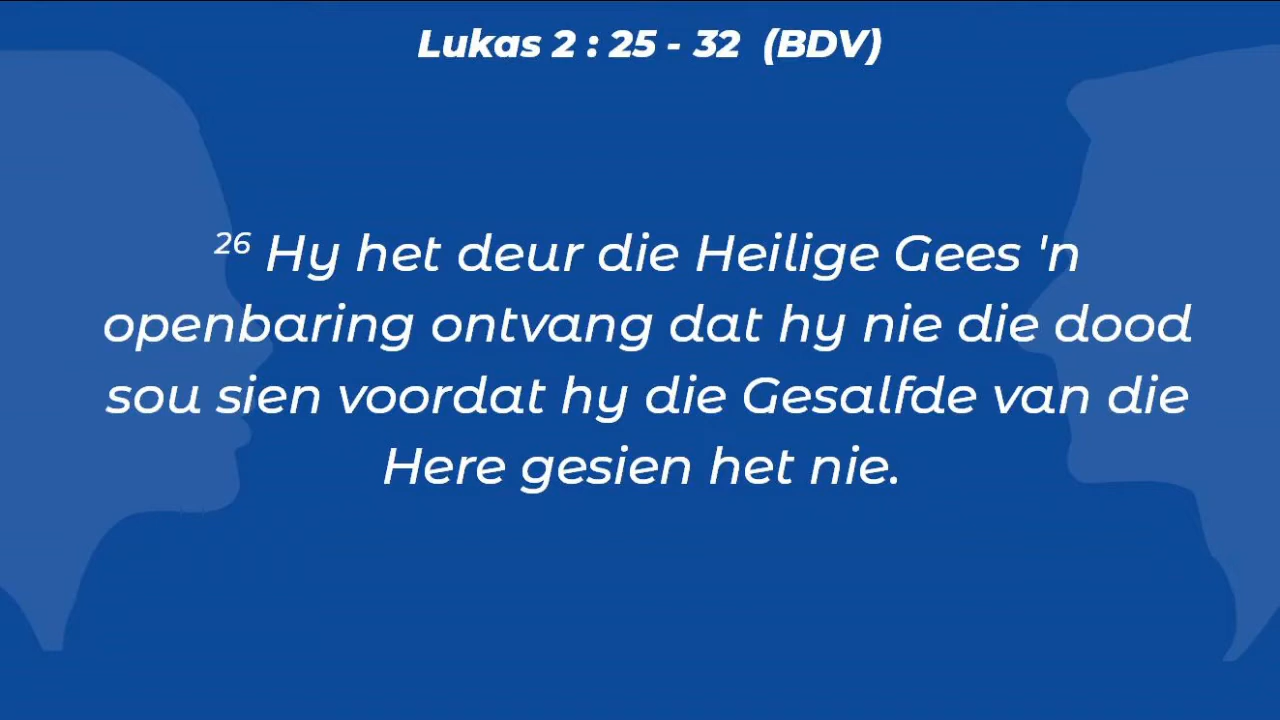 Lukas 2 : 25 - 32 (BDV)
26 Hy het deur die Heilige Gees 'n
openbaring ontvang dat hy nie die dood
sou sien voordat hy die Gesalfde van die
Here gesien het nie.